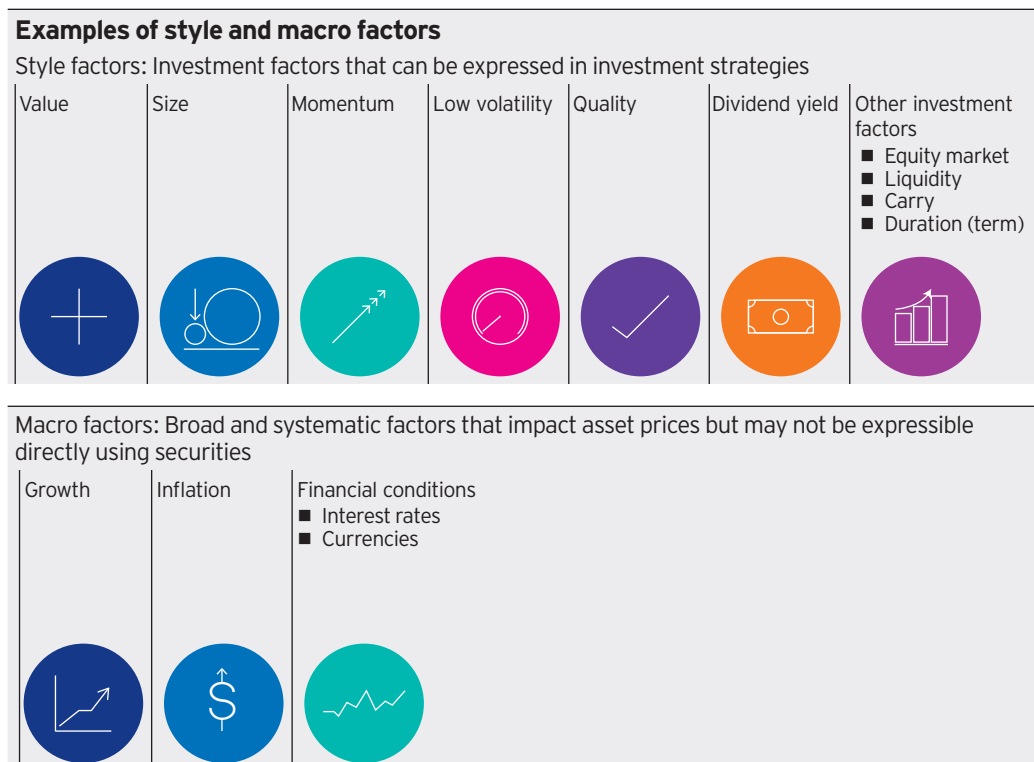 Examples of style and macro factors
Style factors: Investment factors that can be expressed in investment strategies
Value
Size
Momentum
Low volatility
Quality
Dividend yield
Other investment
factors
■ Equity market
■ Liquidity
■ Carry
■ Duration (term)
Macro factors: Broad and systematic factors that impact asset prices but may not be expressible
directly using securities
Growth
Inflation
Financial conditions
■ Interest rates
■ Currencies
$